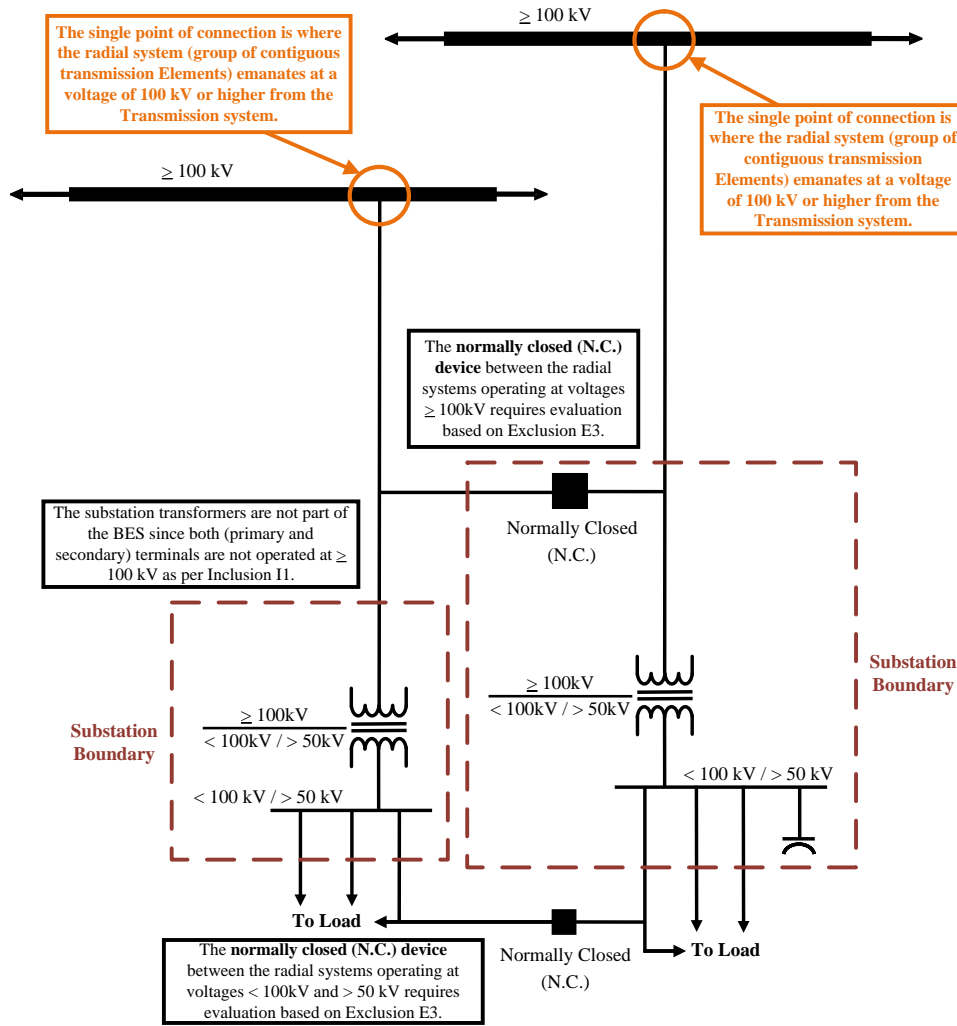 ≥ 100 kV
The single point of connection is where
the radial system (group of contiguous
transmission Elements) emanates at a
voltage of 100 kV or higher from the
Transmission system.
The single point of connection is
where the radial system (group of
contiguous transmission
Elements) emanates at a voltage
of 100 kV or higher from the
Transmission system.
≥ 100 kV
The normally closed (N.C.)
device between the radial
systems operating at voltages
≥ 100kV requires evaluation
based on Exclusion E3.
The substation transformers are not part of
the BES since both (primary and
secondary) terminals are not operated at ≥
100 kV as per Inclusion I1.
Normally Closed
(N.C.)
Substation
Boundary
≥ 100kV
< 100kV / > 50kV
Substation
Boundary
≥ 100kV
< 100kV / > 50kV
< 100 kV / > 50 kV
< 100 kV / > 50 kV
To Load
Normally Closed
(N.C.)
To Load
The normally closed (N.C.) device
between the radial systems operating at
voltages < 100kV and > 50 kV requires
evaluation based on Exclusion E3.